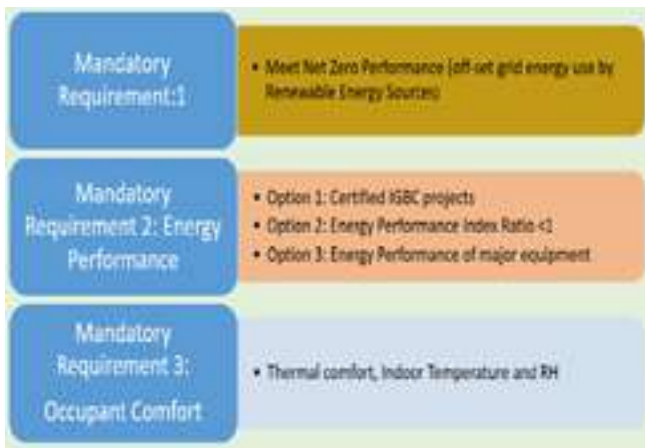 Mandatory
Requirement:1
• Meet Net Zero Performance (off-set grid energy use by
Renewable Energy Sources)
Mandatory
Requirement 2: Energy
Performance
• Option 1: Certified IGBC projects
• Option 2: Energy Performance Index Ratio <1
• Option 3: Energy Performance of major equipment
Mandatory
Requirement 3:
Occupant Comfort
• Thermal comfort, Indoor Temperature and RH